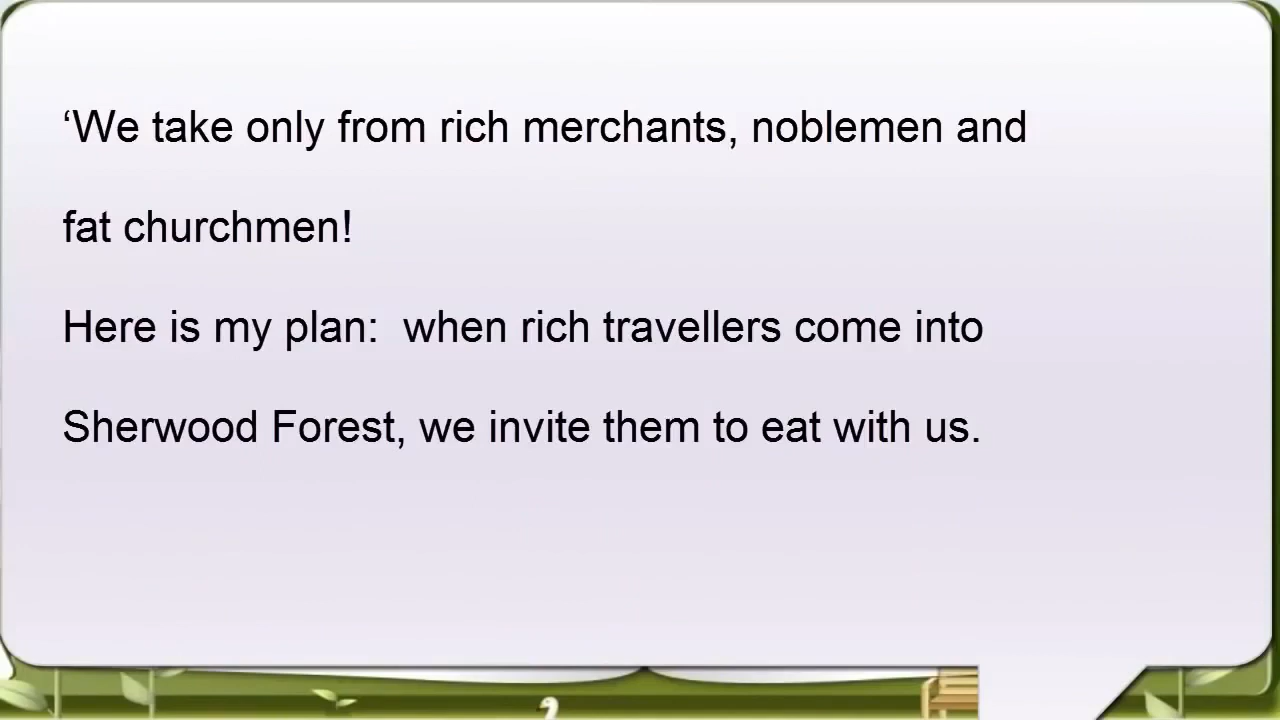 ‘We take only from rich merchants, noblemen and
fat churchmen!
Here is my plan:  when rich travellers come into
Sherwood Forest, we invite them to eat with us.